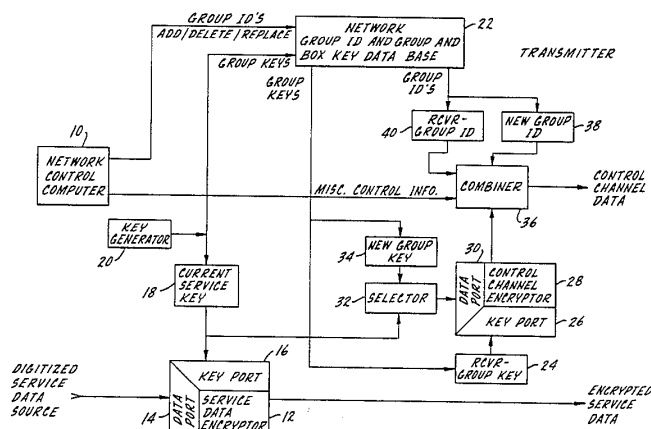 GROUP ID'S
ADD/DELETE/REPLACE
GROUP KEYS
NETWORK
GROUP ID AND GROUP AND
BOX KEY DATA BASE
22
TRANSMITTER
GROUP
KEYS
GROUP
ID'S
10
NETWORK
CONTROL
COMPUTER
RCVR-
GROUP ID
40
NEW GROUP
ID
38
MISC. CONTROL INFO.
COMBINER
36
CONTROL
CHANNEL
DATA
KEY
GENERATOR
20
34
NEW GROUP
KEY
30
DATA PORT
CONTROL
CHANNEL
ENCRYPTOR
28
18
CURRENT
SERVICE
KEY
32
SELECTOR
KEY PORT
26
DIGITIZED
SERVICE
DATA
SOURCE
16
KEY PORT
RCVR-
GROUP KEY
24
14
DATA PORT
SERVICE
DATA
ENCRYPTOR
12
ENCRYPTED
SERVICE
DATA